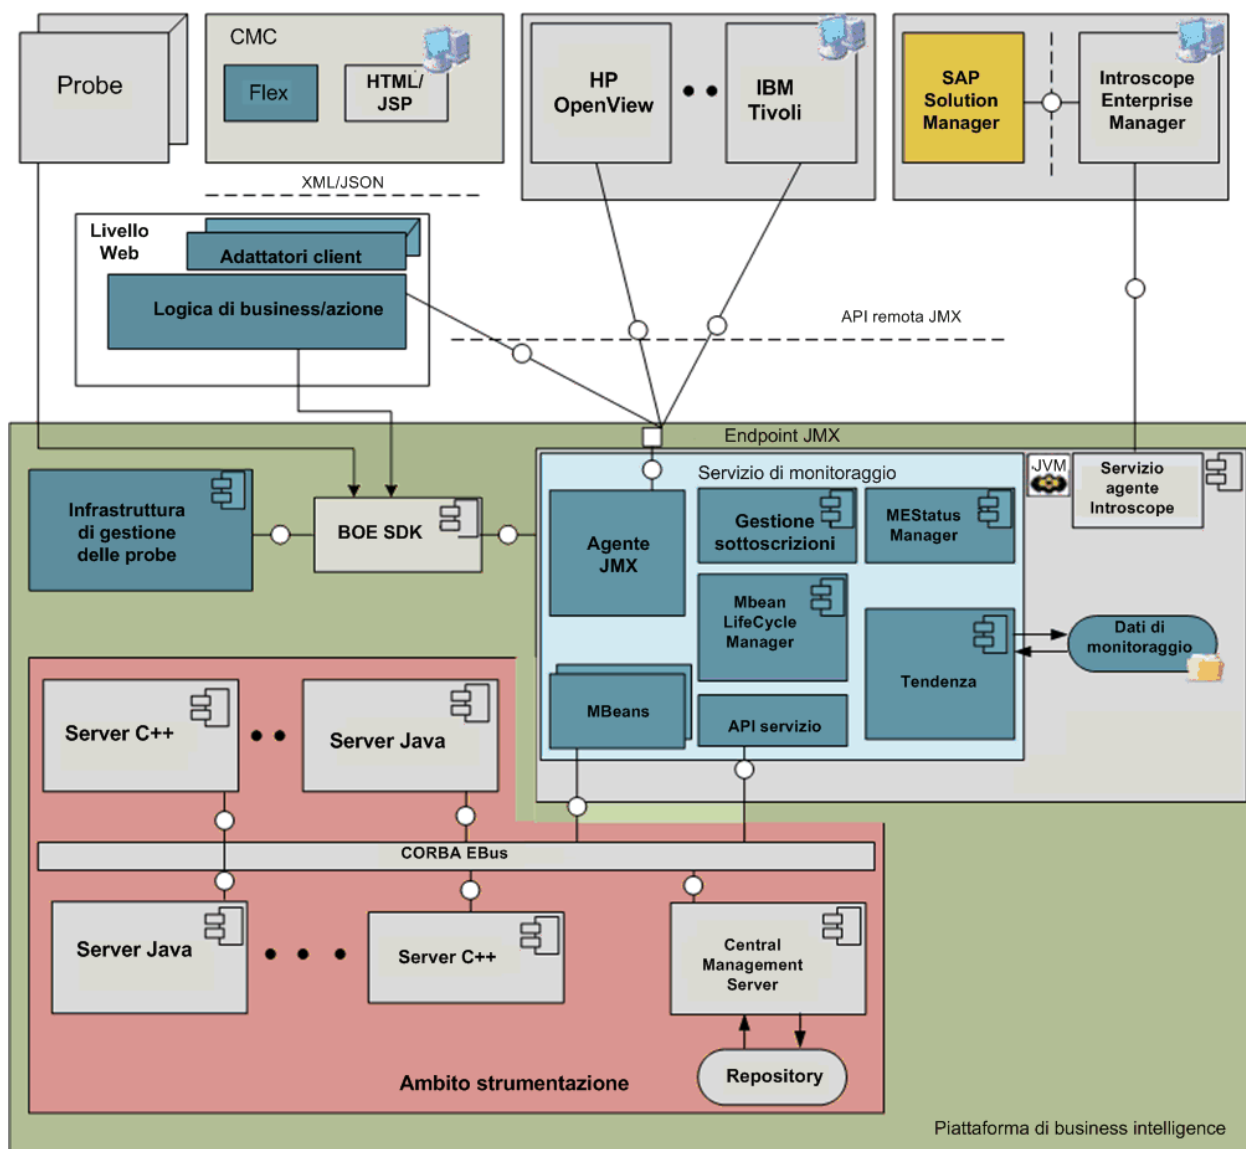 Probe
CMC
Flex
HTML/
JSP
HP
OpenView
IBM
Tivoli
SAP
Solution
Manager
Introscope
Enterprise
Manager
XML/JSON
Livello
Web
Adattatori client
Logica di business/azione
API remota JMX
Endpoint JMX
Servizio di monitoraggio
JVM
Servizio
agente
Introscope
Infrastruttura
di gestione
delle probe
BOE SDK
Agente
JMX
Gestione
sottoscrizioni
MEStatus
Manager
Mbean
LifeCycle
Manager
Tendenza
Dati di
monitoraggio
MBeans
API servizio
Server C++
Server Java
CORBA EBus
Server Java
Server C++
Central
Management
Server
Repository
Ambito strumentazione
Piattaforma di business intelligence